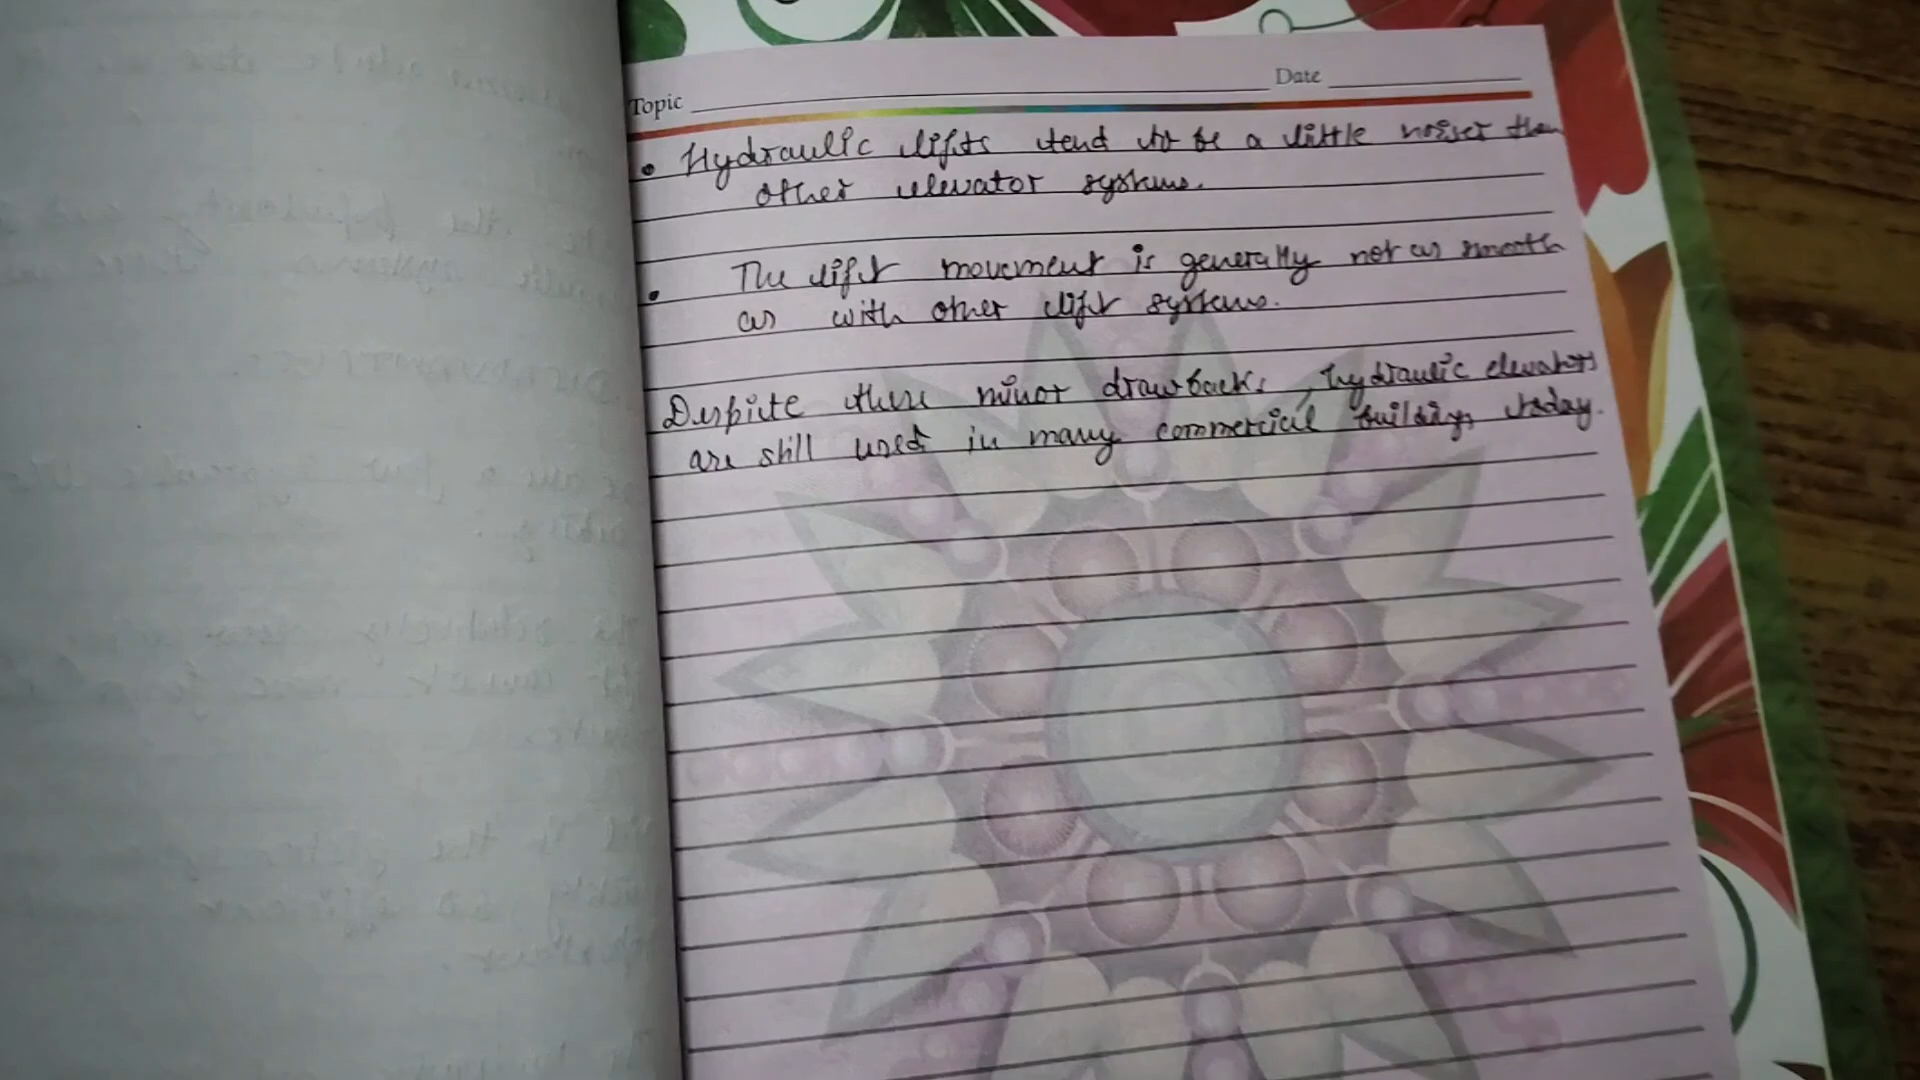 Topic
Date
• Hydraulic lifts tend to be a little noiser than
other elevator systems.
• The lift movement is generally not as smooth
as with other lift systems.
Despite these minor drawbacks, hydraulic elevators
are still used in many commercial buildings today.